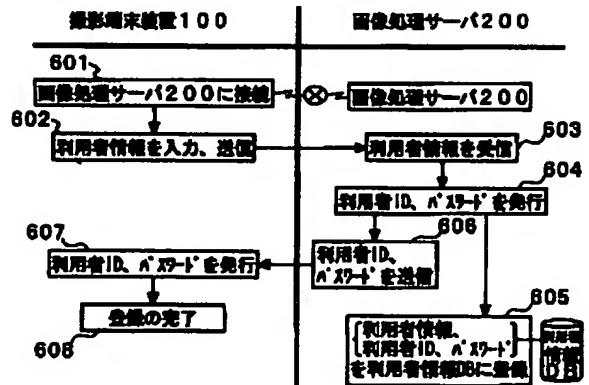 撮影端末装置100
画像処理サーバ200
601
画像処理サーバ200に接続
画像処理サーバ200
602
利用者情報を入力、送信
603
利用者情報を受信
604
利用者ID、パスワードを発行
606
利用者ID、
パスワードを送信
607
利用者ID、パスワードを発行
登録の完了
608
605
利用者情報、
利用者ID、パスワード
を利用者情報DBに登録
利用者
情報
DB